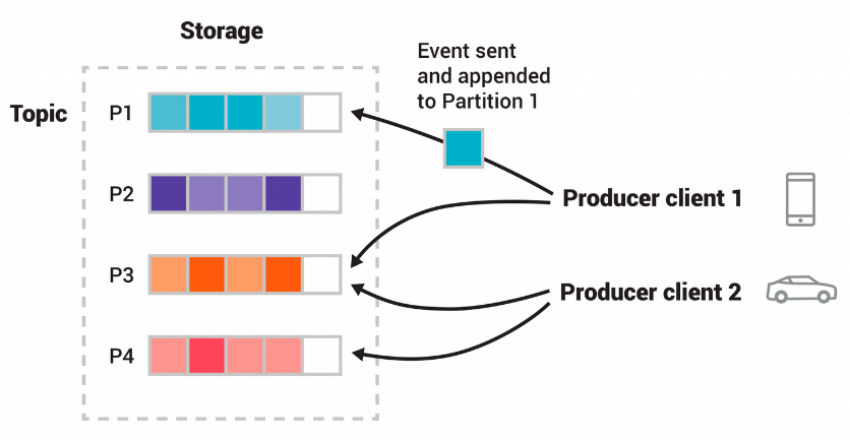 Storage
Event sent
and appended
to Partition 1
Topic
P1
P2
Producer client 1
P3
Producer client 2
P4